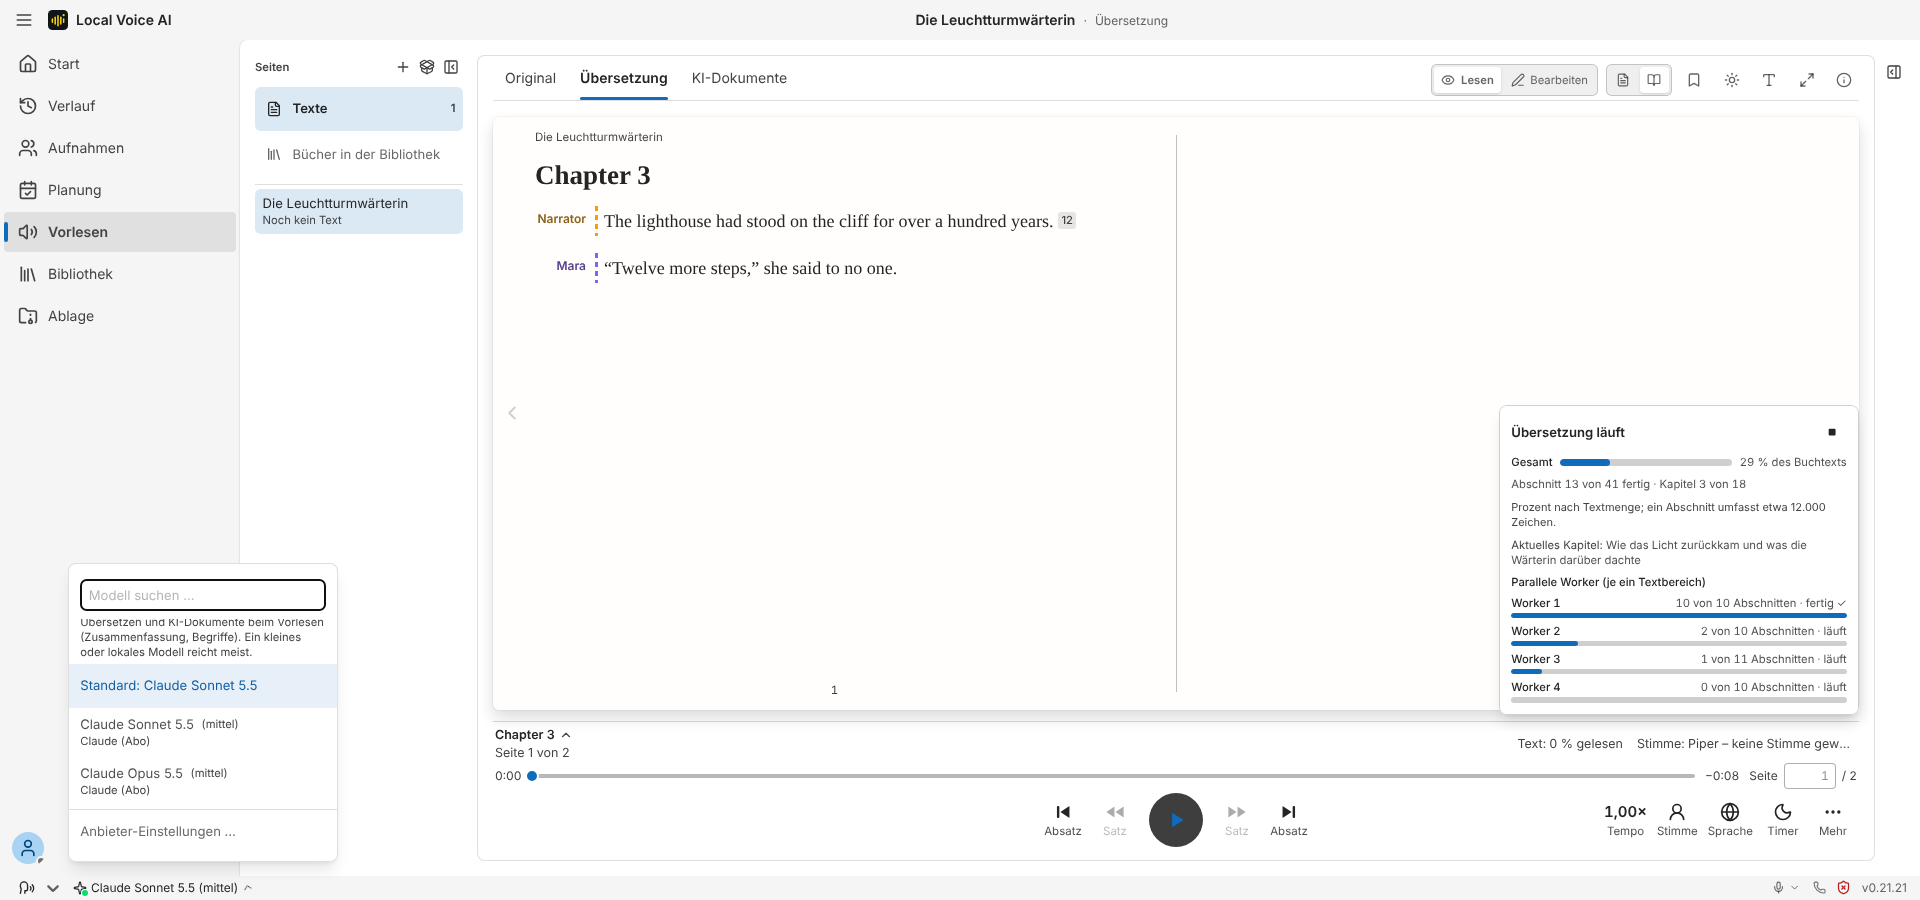 Local Voice AI
Die Leuchtturmwärterin · Übersetzung
Start
Verlauf
Aufnahmen
Planung
Vorlesen
Bibliothek
Ablage
Seiten
Texte 1
Bücher in der Bibliothek
Die Leuchtturmwärterin
Noch kein Text
Original Übersetzung KI-Dokumente
Lesen Bearbeiten
Die Leuchtturmwärterin
Chapter 3
Narrator The lighthouse had stood on the cliff for over a hundred years. 12
Mara “Twelve more steps,” she said to no one.
1
Übersetzung läuft
Gesamt 29 % des Buchtexts
Abschnitt 13 von 41 fertig · Kapitel 3 von 18
Prozent nach Textmenge; ein Abschnitt umfasst etwa 12.000
Zeichen.
Aktuelles Kapitel: Wie das Licht zurückkam und was die
Wärterin darüber dachte
Parallele Worker (je ein Textbereich)
Worker 1 10 von 10 Abschnitten · fertig ✓
Worker 2 2 von 10 Abschnitten · läuft
Worker 3 1 von 11 Abschnitten · läuft
Worker 4 0 von 10 Abschnitten · läuft
Modell suchen ...
Übersetzen und KI-Dokumente beim Vorlesen
(Zusammenfassung, Begriffe). Ein kleines
oder lokales Modell reicht meist.
Standard: Claude Sonnet 5.5
Claude Sonnet 5.5 (mittel)
Claude (Abo)
Claude Opus 5.5 (mittel)
Claude (Abo)
Anbieter-Einstellungen ...
Chapter 3
Seite 1 von 2
Text: 0 % gelesen Stimme: Piper – keine Stimme gew...
0:00 −0:08 Seite 1 / 2
Absatz Satz Satz Absatz
1,00×
Tempo Stimme Sprache Timer Mehr
Claude Sonnet 5.5 (mittel)
v0.21.21